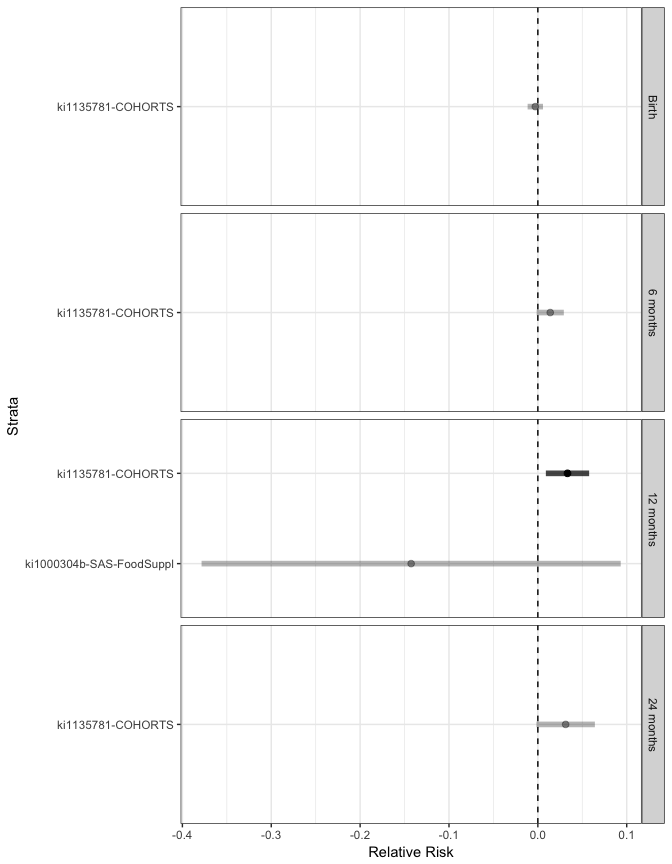 ki1135781-COHORTS
Birth
ki1135781-COHORTS
6 months
Strata
ki1135781-COHORTS
ki1000304b-SAS-FoodSuppl
12 months
ki1135781-COHORTS
24 months
-0.4 -0.3 -0.2 -0.1 0.0 0.1
Relative Risk